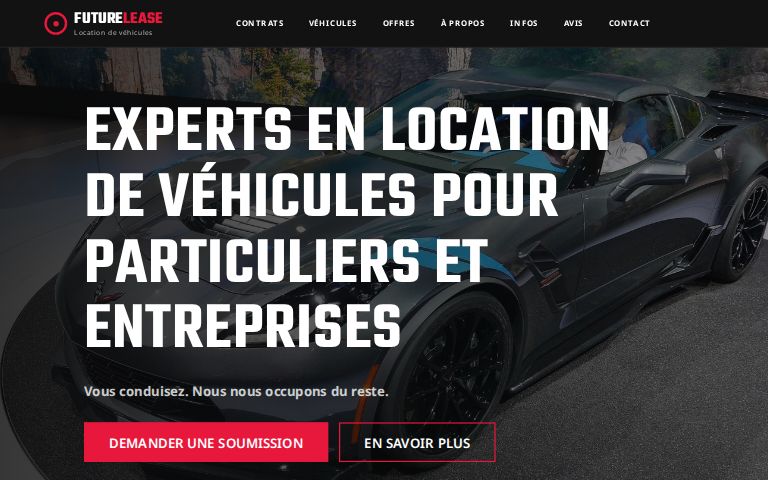 FUTURELEASE
Location de véhicules
CONTRATS
VÉHICULES
OFFRES
À PROPOS
INFOS
AVIS
CONTACT
EXPERTS EN LOCATION
DE VÉHICULES POUR
PARTICULIERS ET
ENTREPRISES
Vous conduisez. Nous nous occupons du reste.
DEMANDER UNE SOUMISSION
EN SAVOIR PLUS